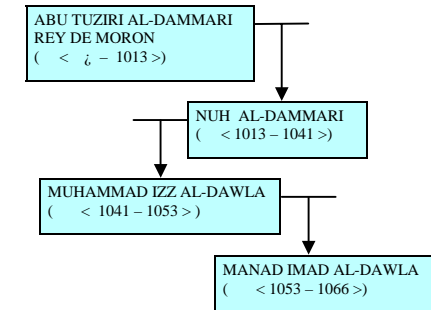 ABU TUZIRI AL-DAMMARI
REY DE MORON
( < ¿ – 1013 >)
NUH AL-DAMMARI
( < 1013 – 1041 >)
MUHAMMAD IZZ AL-DAWLA
( < 1041 – 1053 > )
MANAD IMAD AL-DAWLA
( < 1053 – 1066 >)